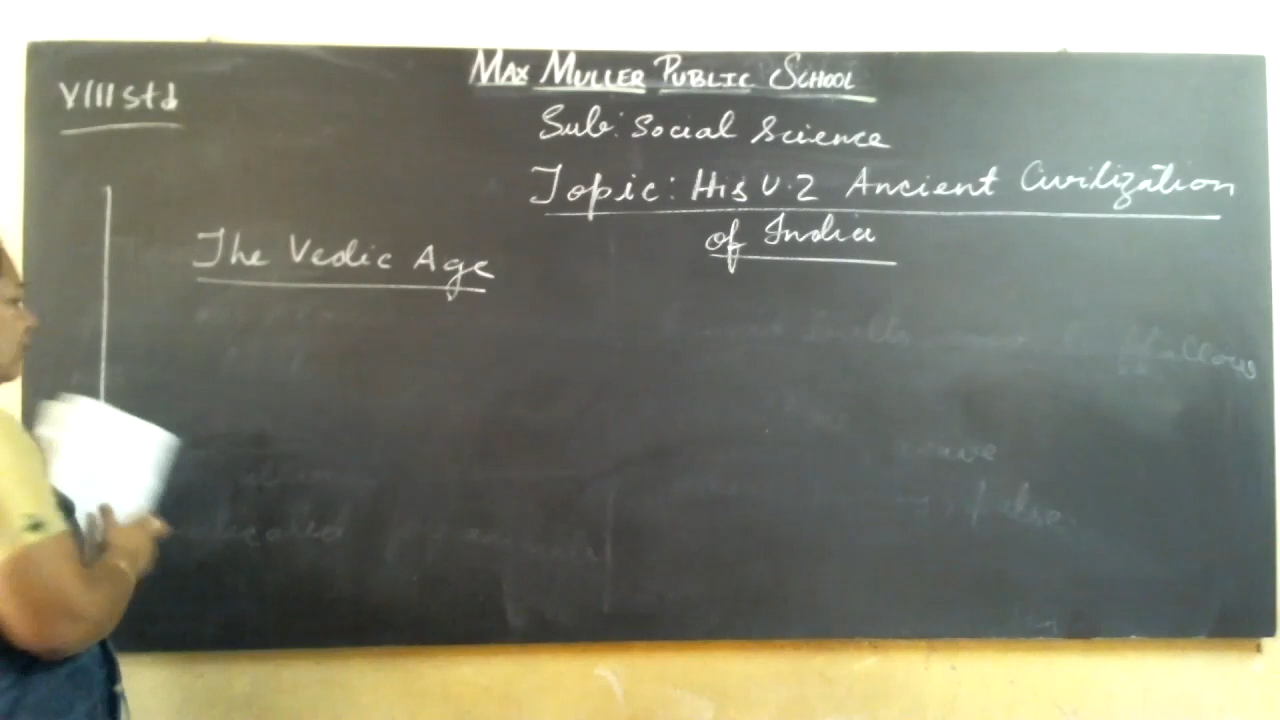 MAX MULLER PUBLIC SCHOOL
VIII std
Sub: Social Science
Topic: His U.2 Ancient Civilization
of India
The Vedic Age